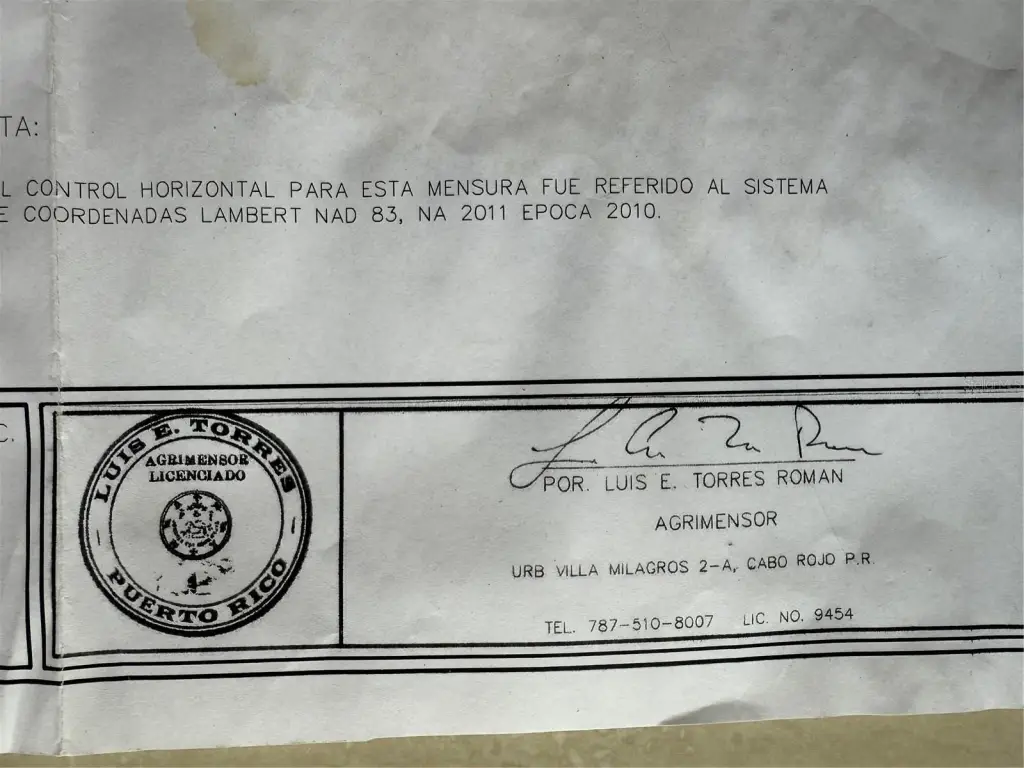 TA:
L CONTROL HORIZONTAL PARA ESTA MENSURA FUE REFERIDO AL SISTEMA
E COORDENADAS LAMBERT NAD 83, NA 2011 EPOCA 2010.
C.
LUIS E. TORRES
AGRIMENSOR
LICENCIADO
PUERTO RICO
POR. LUIS E. TORRES ROMAN
AGRIMENSOR
URB VILLA MILAGROS 2-A, CABO ROJO P.R.
TEL. 787-510-8007 LIC. NO. 9454